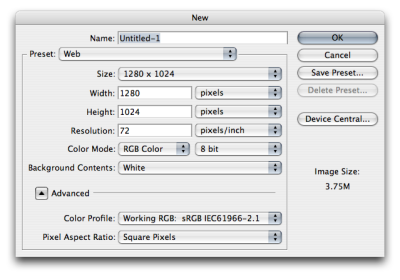 New
Name: Untitled-1
OK
Preset: Web
Cancel
Size: 1280 x 1024
Save Preset...
Width: 1280 pixels
Delete Preset...
Height: 1024 pixels
Resolution: 72 pixels/inch
Device Central...
Color Mode: RGB Color 8 bit
Background Contents: White
Image Size:
3.75M
Advanced
Color Profile: Working RGB: sRGB IEC61966-2.1
Pixel Aspect Ratio: Square Pixels